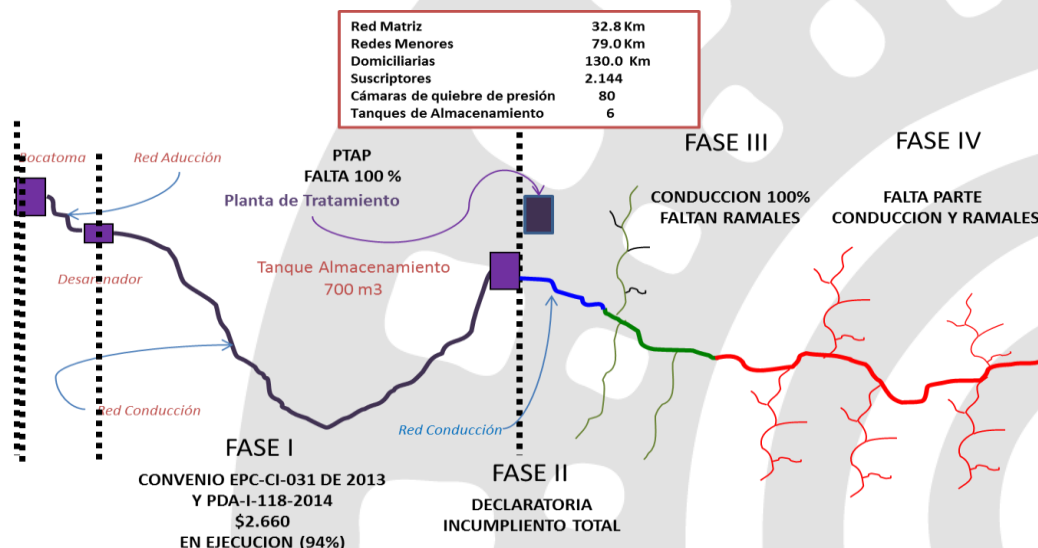 Red Matriz 32.8 Km
Redes Menores 79.0 Km
Domiciliarias 130.0 Km
Suscriptores 2.144
Cámaras de quiebre de presión 80
Tanques de Almacenamiento 6
Bocatoma
Red Aducción
PTAP
FALTA 100 %
Planta de Tratamiento
FASE III
CONDUCCION 100%
FALTAN RAMALES
FASE IV
FALTA PARTE
CONDUCCION Y RAMALES
Desarenador
Tanque Almacenamiento
700 m3
Red Conducción
Red Conducción
FASE I
CONVENIO EPC-CI-031 DE 2013
Y PDA-I-118-2014
$2.660
EN EJECUCION (94%)
FASE II
DECLARATORIA
INCUMPLIENTO TOTAL